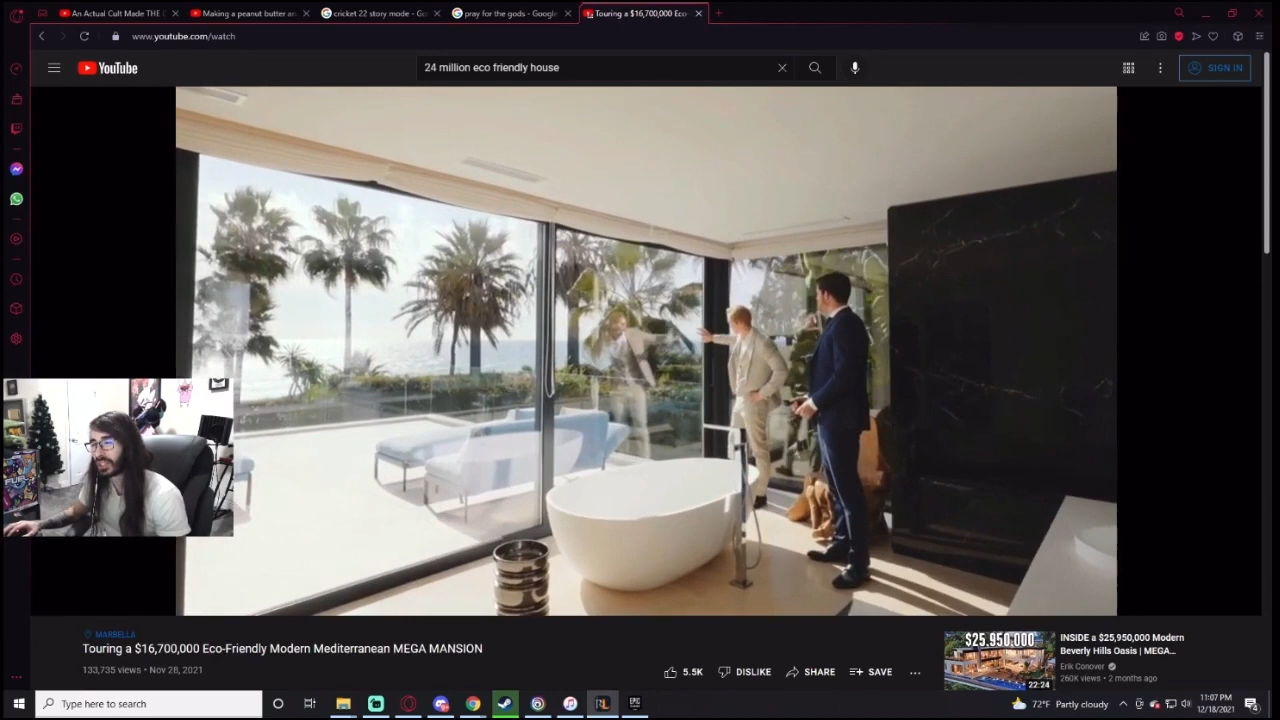 An Actual Cult Made THE
Making a peanut butter an
cricket 22 story mode - Go
pray for the gods - Google
Touring a $16,700,000 Eco-
www.youtube.com/watch
YouTube
24 million eco friendly house
SIGN IN
MARBELLA
Touring a $16,700,000 Eco-Friendly Modern Mediterranean MEGA MANSION
133,735 views • Nov 28, 2021
5.5K
DISLIKE
SHARE
SAVE
$25,950,000
22:24
INSIDE a $25,950,000 Modern
Beverly Hills Oasis | MEGA...
Erik Conover
260K views • 2 months ago
Type here to search
EPIC
72°F Partly cloudy
11:07 PM
12/18/2021